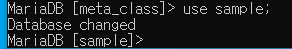 MariaDB [meta_class]> use sample;
Database changed
MariaDB [sample]>